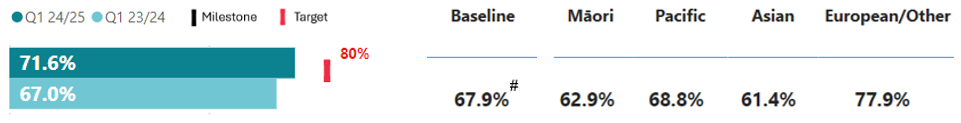 Q1 24/25 Q1 23/24 Milestone Target Baseline Māori Pacific Asian European/Other
71.6% 80%
67.0% 67.9%# 62.9% 68.8% 61.4% 77.9%